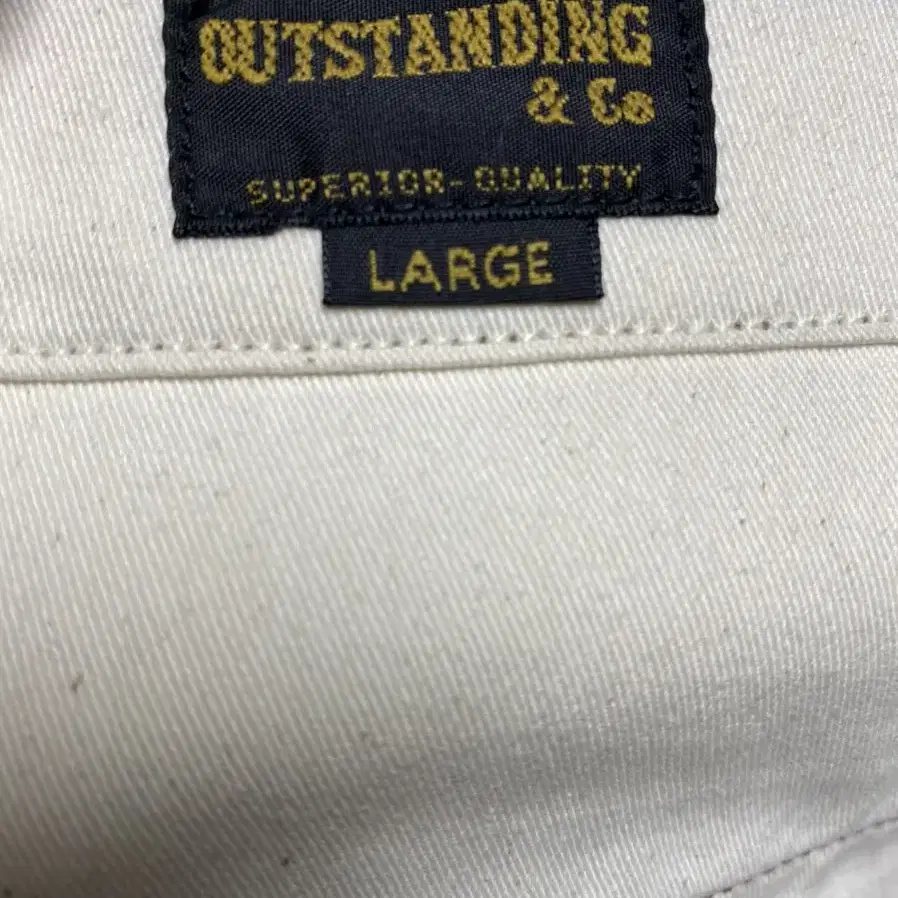 OUTSTANDING
& Co
SUPERIOR-QUALITY
LARGE